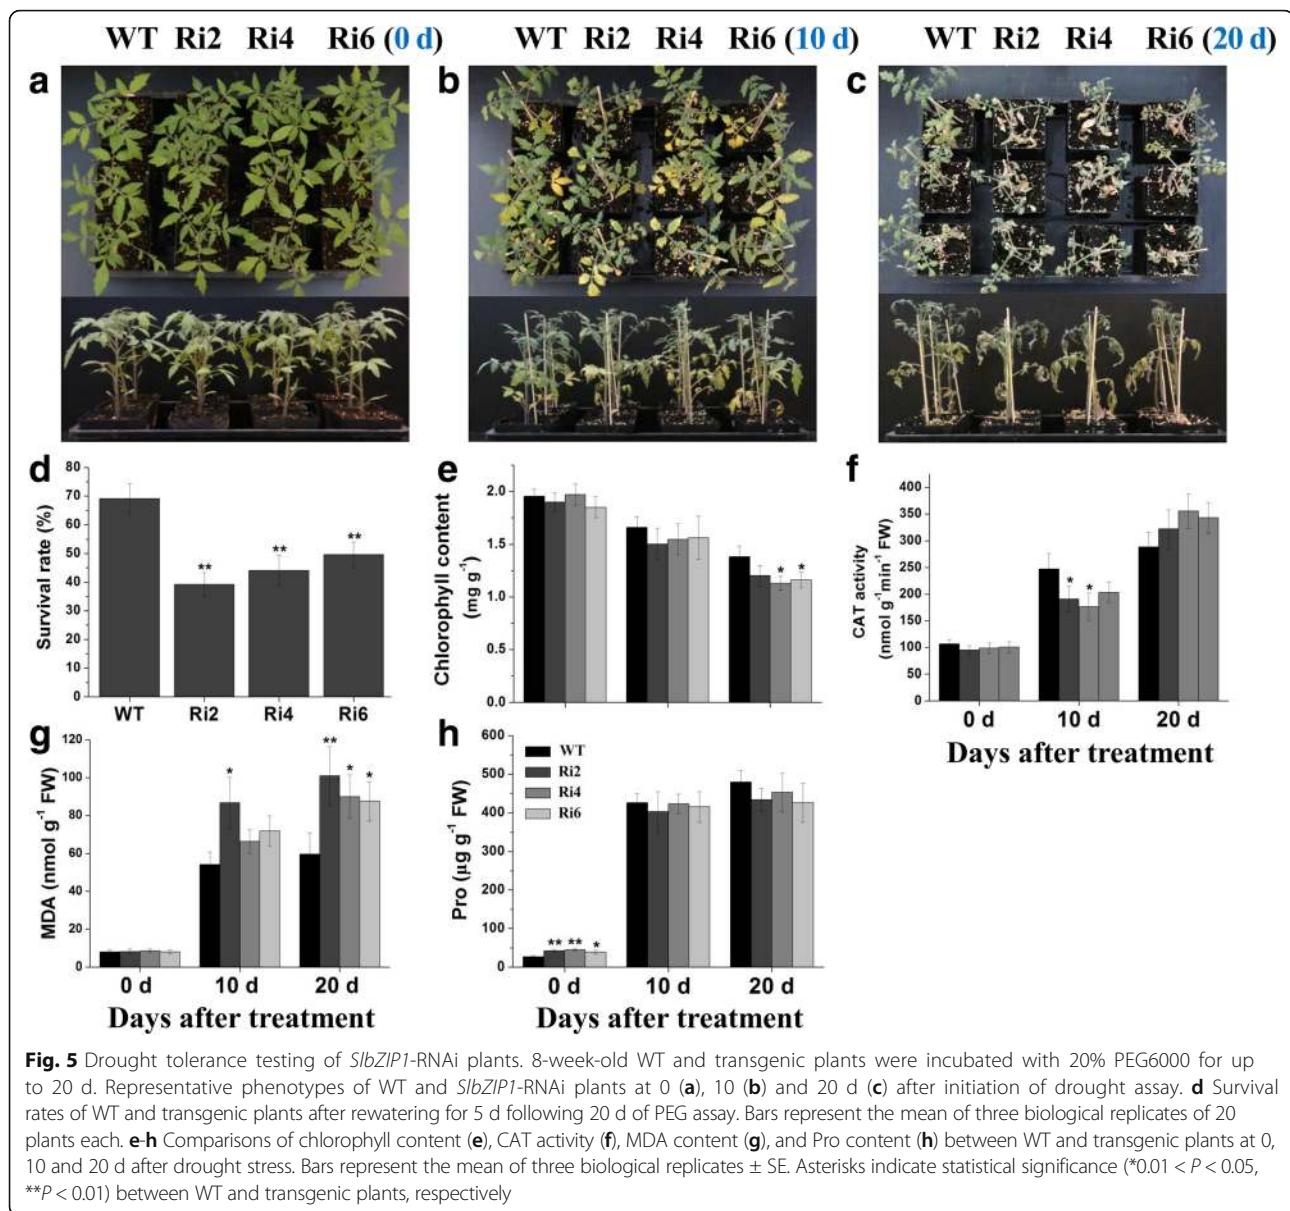 WT Ri2 Ri4 Ri6 (0 d)
WT Ri2 Ri4 Ri6 (10 d)
WT Ri2 Ri4 Ri6 (20 d)
a
b
c
d
80
70
60
50
40
30
20
10
0
Survival rate (%)
**
**
**
WT Ri2 Ri4 Ri6
e
2.0
1.5
1.0
0.5
0.0
Chlorophyll content
(mg g⁻¹)
*
*
f
400
350
300
250
200
150
100
50
0
CAT activity
(nmol g⁻¹min⁻¹ FW)
*
*
0 d 10 d 20 d
Days after treatment
g
120
100
80
60
40
20
0
MDA (nmol g⁻¹ FW)
*
**
*
*
0 d 10 d 20 d
Days after treatment
h
600
500
400
300
200
100
50
0
Pro (µg g⁻¹ FW)
WT
Ri2
Ri4
Ri6
**
**
*
0 d 10 d 20 d
Days after treatment
Fig. 5 Drought tolerance testing of SlbZIP1-RNAi plants. 8-week-old WT and transgenic plants were incubated with 20% PEG6000 for up
to 20 d. Representative phenotypes of WT and SlbZIP1-RNAi plants at 0 (a), 10 (b) and 20 d (c) after initiation of drought assay. d Survival
rates of WT and transgenic plants after rewatering for 5 d following 20 d of PEG assay. Bars represent the mean of three biological replicates of 20
plants each. e-h Comparisons of chlorophyll content (e), CAT activity (f), MDA content (g), and Pro content (h) between WT and transgenic plants at 0,
10 and 20 d after drought stress. Bars represent the mean of three biological replicates ± SE. Asterisks indicate statistical significance (*0.01 < P < 0.05,
**P < 0.01) between WT and transgenic plants, respectively